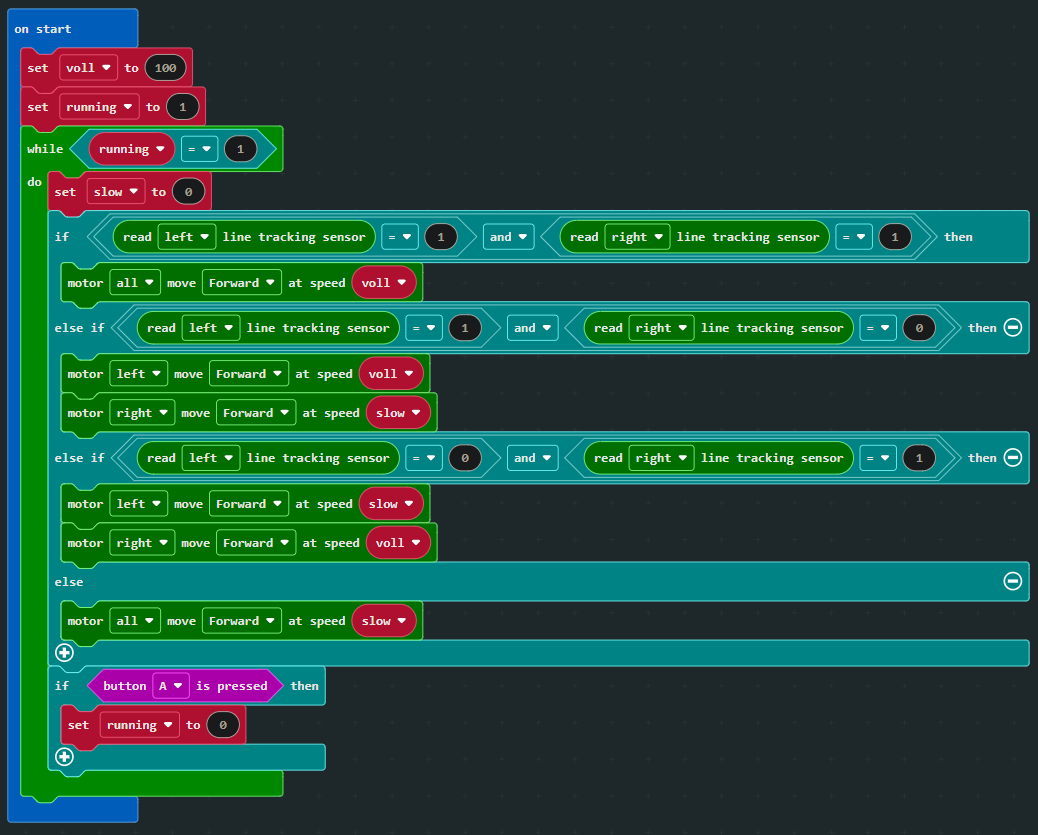 on start
set voll to 100
set running to 1
while running = 1
do
set slow to 0
if read left line tracking sensor = 1 and read right line tracking sensor = 1 then
motor all move Forward at speed voll
else if read left line tracking sensor = 1 and read right line tracking sensor = 0 then
motor left move Forward at speed voll
motor right move Forward at speed slow
else if read left line tracking sensor = 0 and read right line tracking sensor = 1 then
motor left move Forward at speed slow
motor right move Forward at speed voll
else
motor all move Forward at speed slow
if button A is pressed then
set running to 0